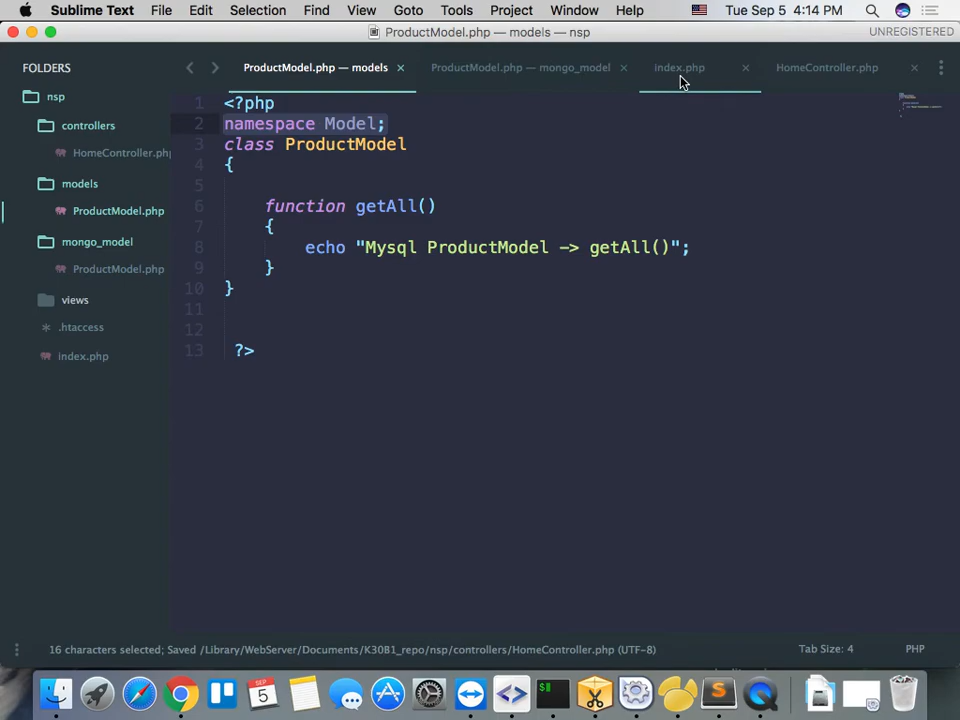 Sublime Text File Edit Selection Find View Goto Tools Project Window Help Tue Sep 5 4:14 PM
ProductModel.php — models — nsp UNREGISTERED
FOLDERS
nsp
controllers
HomeController.php
models
ProductModel.php
mongo_model
ProductModel.php
views
.htaccess
index.php
ProductModel.php — models × ProductModel.php — mongo_model × index.php × HomeController.php ×
1 <?php
2 namespace Model;
3 class ProductModel
4 {
5
6 function getAll()
7 {
8 echo "Mysql ProductModel -> getAll()";
9 }
10 }
11
12
13 ?>
16 characters selected; Saved /Library/WebServer/Documents/K30B1_repo/nsp/controllers/HomeController.php (UTF-8) Tab Size: 4 PHP
5